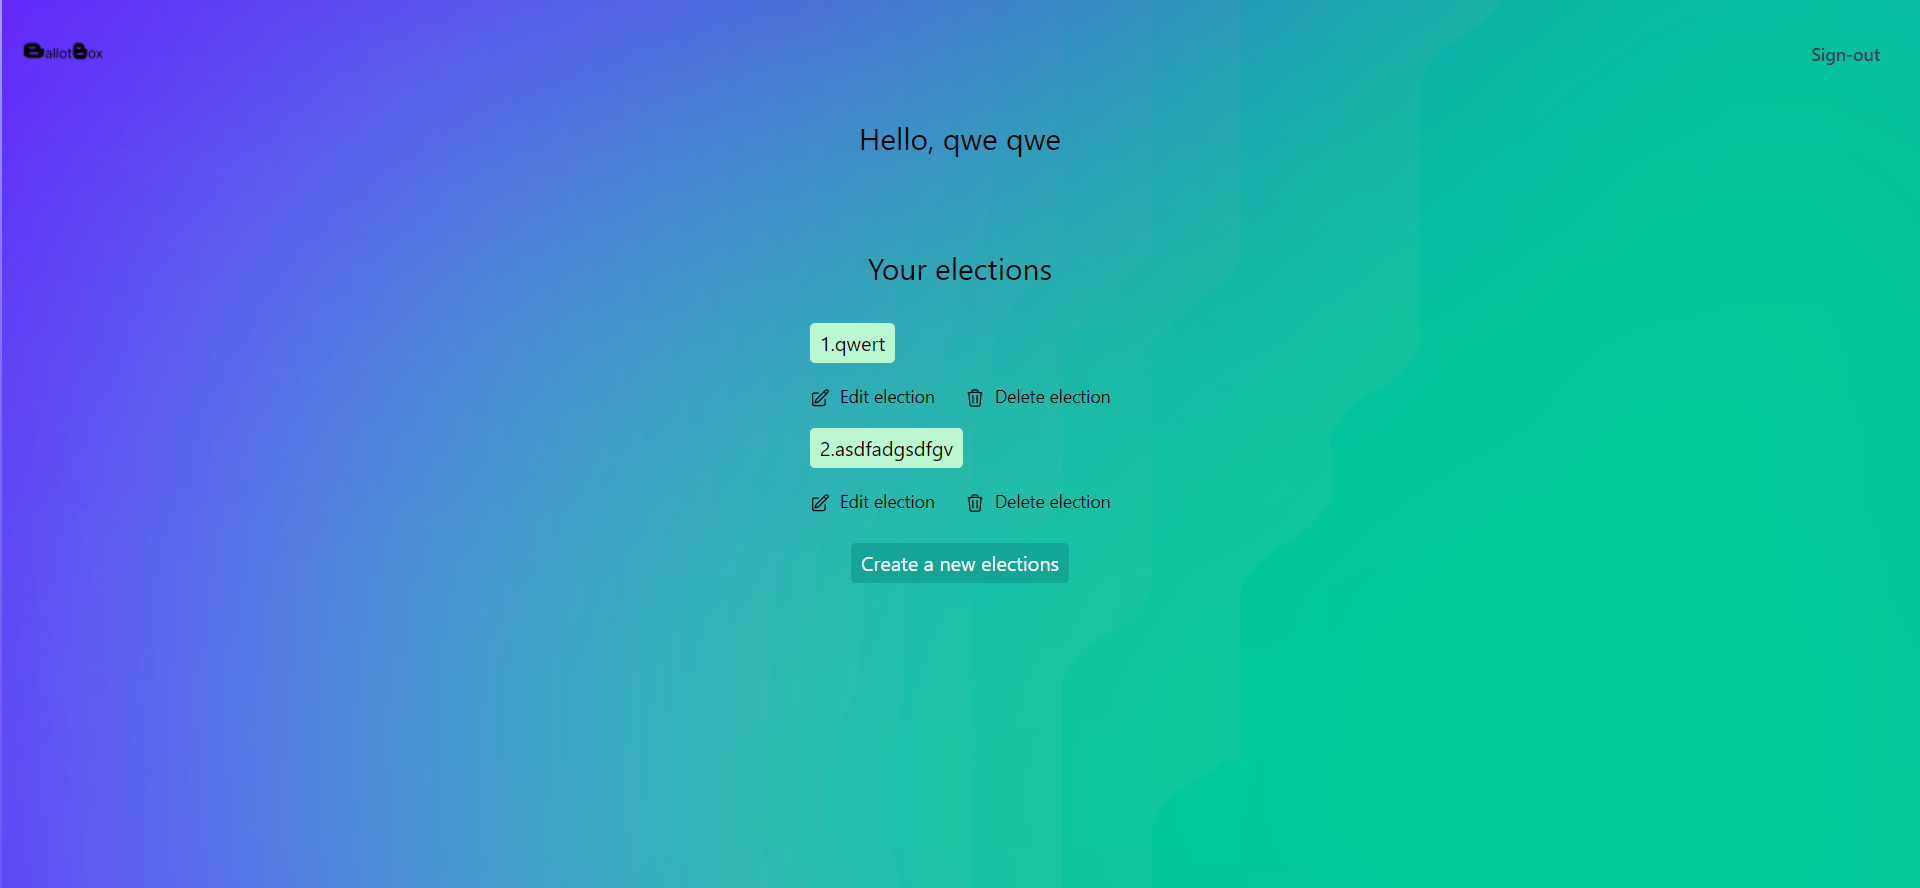 BallotBox
Sign-out
Hello, qwe qwe
Your elections
1.qwert
Edit election Delete election
2.asdfadgsdfgv
Edit election Delete election
Create a new elections